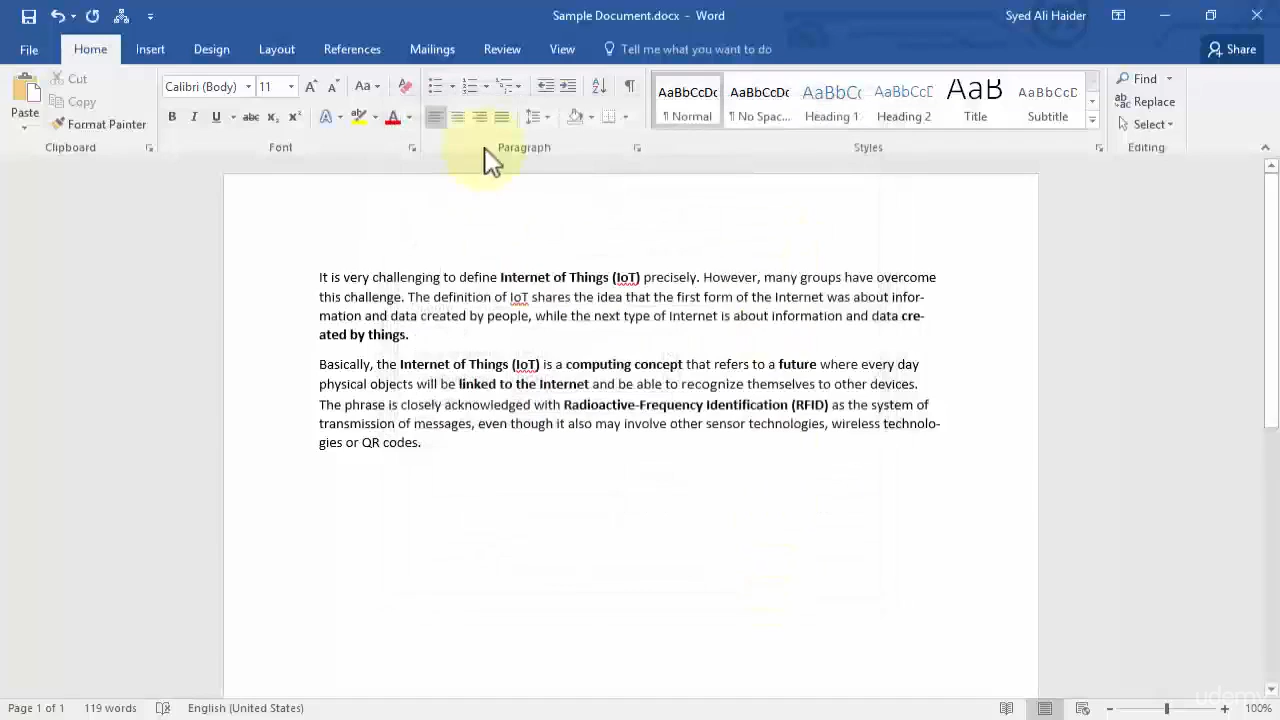 Sample Document.docx - Word
Syed Ali Haider
File Home Insert Design Layout References Mailings Review View Tell me what you want to do Share
Paste
Cut
Copy
Format Painter
Clipboard
Calibri (Body) 11
Aa
B I U abc x₂ x² A ab A
Font
Paragraph
AaBbCcDc AaBbCcDc AaBbCc AaBbCcD AaB AaBbCcD
¶ Normal ¶ No Spac... Heading 1 Heading 2 Title Subtitle
Styles
Find
Replace
Select
Editing
It is very challenging to define Internet of Things (IoT) precisely. However, many groups have overcome
this challenge. The definition of IoT shares the idea that the first form of the Internet was about infor-
mation and data created by people, while the next type of Internet is about information and data cre-
ated by things.
Basically, the Internet of Things (IoT) is a computing concept that refers to a future where every day
physical objects will be linked to the Internet and be able to recognize themselves to other devices.
The phrase is closely acknowledged with Radioactive-Frequency Identification (RFID) as the system of
transmission of messages, even though it also may involve other sensor technologies, wireless technolo-
gies or QR codes.
udemy
Page 1 of 1 119 words English (United States) 100%